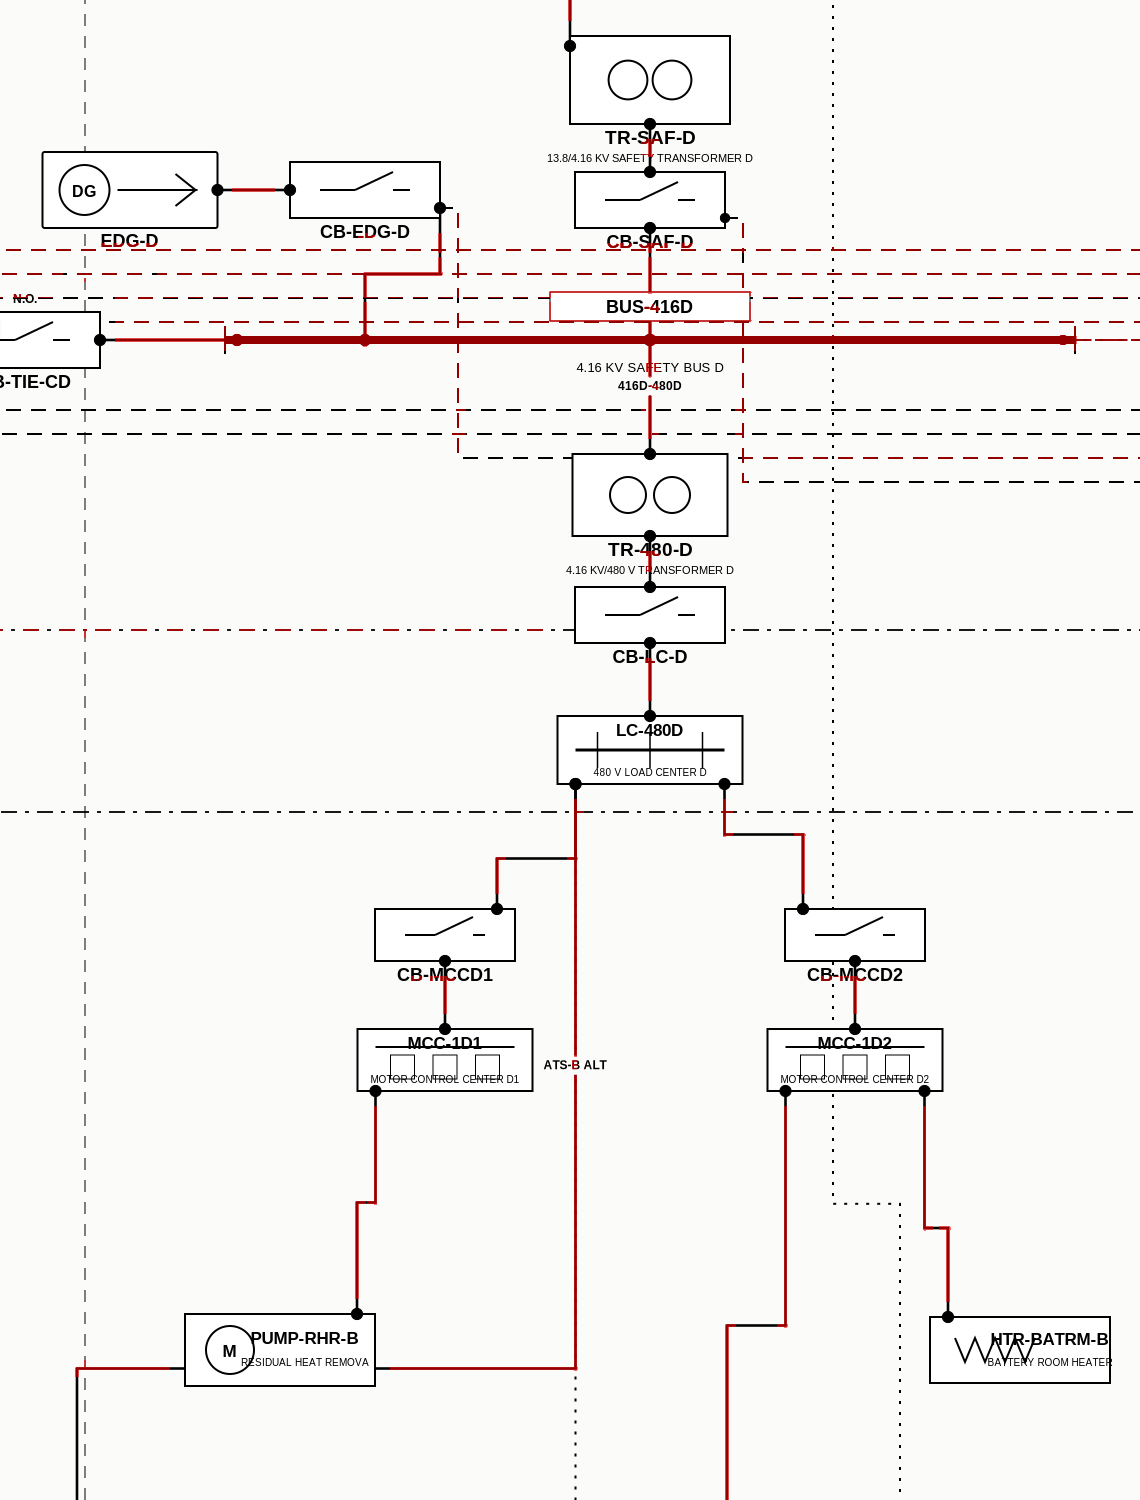 TR-SAF-D
13.8/4.16 KV SAFETY TRANSFORMER D
DG
EDG-D
CB-EDG-D
CB-SAF-D
N.O.
BUS-416D
B-TIE-CD
4.16 KV SAFETY BUS D
416D-480D
TR-480-D
4.16 KV/480 V TRANSFORMER D
CB-LC-D
LC-480D
480 V LOAD CENTER D
CB-MCCD1
CB-MCCD2
MCC-1D1
MOTOR CONTROL CENTER D1
ATS-B ALT
MCC-1D2
MOTOR CONTROL CENTER D2
M
PUMP-RHR-B
RESIDUAL HEAT REMOVA
HTR-BATRM-B
BATTERY ROOM HEATER